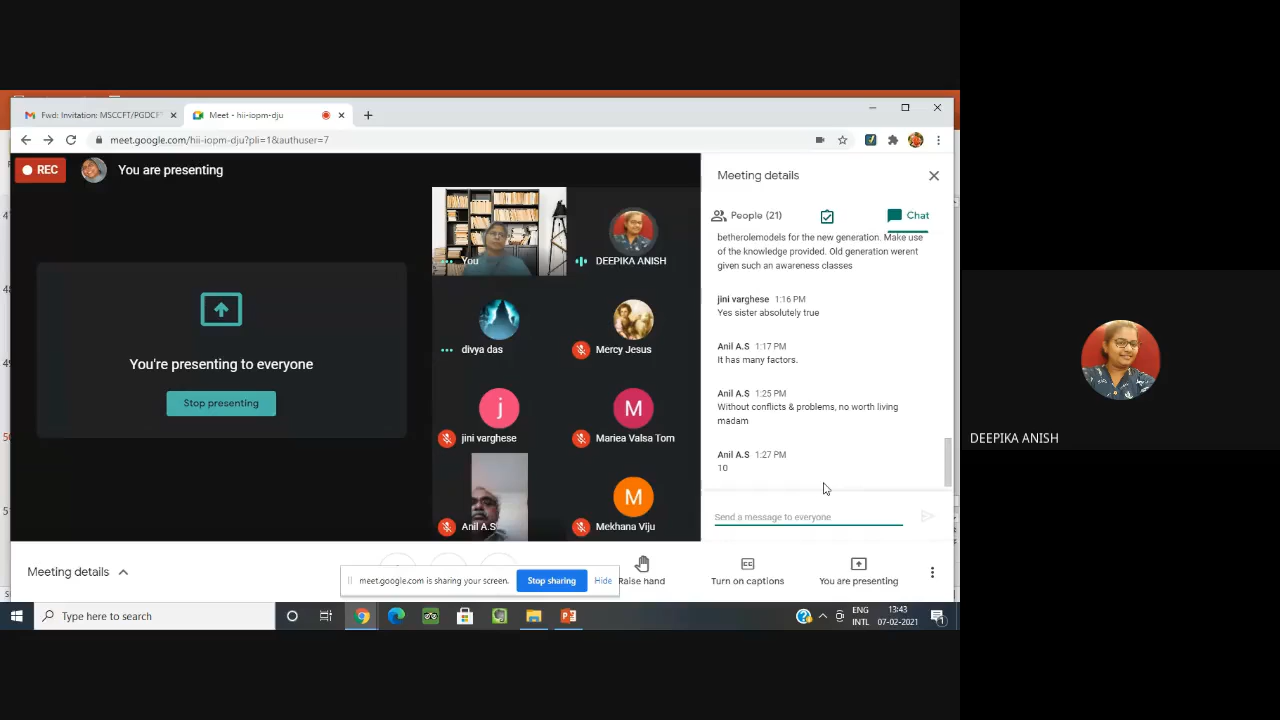 Fwd: Invitation: MSCCFT/PGDCFT
Meet - hii-iopm-dju
meet.google.com/hii-iopm-dju?pli=1&authuser=7
REC
You are presenting
You're presenting to everyone
Stop presenting
You
DEEPIKA ANISH
divya das
Mercy Jesus
j
jini varghese
M
Mariea Valsa Tom
Anil A.S
M
Mekhana Viju
Meeting details
People (21)
Chat
betherolemodels for the new generation. Make use
of the knowledge provided. Old generation werent
given such an awareness classes
jini varghese 1:16 PM
Yes sister absolutely true
Anil A.S 1:17 PM
It has many factors.
Anil A.S 1:25 PM
Without conflicts & problems, no worth living
madam
Anil A.S 1:27 PM
10
Send a message to everyone
DEEPIKA ANISH
Meeting details
meet.google.com is sharing your screen.
Stop sharing
Hide
Raise hand
Turn on captions
You are presenting
Type here to search
ENG
INTL
13:43
07-02-2021